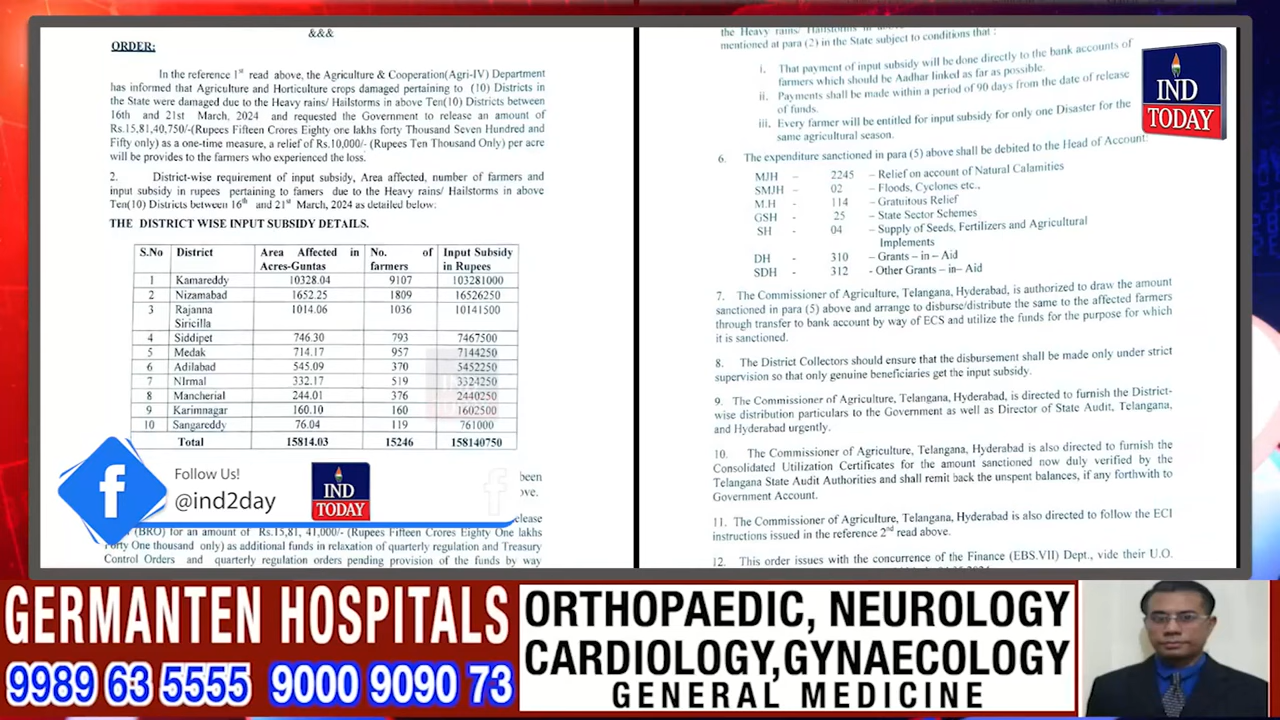 &&&
ORDER:
In the reference 1st read above, the Agriculture & Cooperation(Agri-IV) Department
has informed that Agriculture and Horticulture crops damaged pertaining to (10) Districts in
the State were damaged due to the Heavy rains/ Hailstorms in above Ten(10) Districts between
16th and 21st March, 2024 and requested the Government to release an amount of
Rs.15,81,40,750/-(Rupees Fifteen Crores Eighty one lakhs forty Thousand Seven Hundred and
Fifty only) as a one-time measure, a relief of Rs.10,000/- (Rupees Ten Thousand Only) per acre
will be provides to the farmers who experienced the loss.
2. District-wise requirement of input subsidy, Area affected, number of farmers and
input subsidy in rupees pertaining to famers due to the Heavy rains/ Hailstorms in above
Ten(10) Districts between 16th and 21st March, 2024 as detailed below:
THE DISTRICT WISE INPUT SUBSIDY DETAILS.
S.No District Area Affected in Acres-Guntas No. of farmers Input Subsidy in Rupees
1 Kamareddy 10328.04 9107 103281000
2 Nizamabad 1652.25 1809 16526250
3 Rajanna Siricilla 1014.06 1036 10141500
4 Siddipet 746.30 793 7467500
5 Medak 714.17 957 7144250
6 Adilabad 545.09 370 5452250
7 NIrmal 332.17 519 3324250
8 Mancherial 244.01 376 2440250
9 Karimnagar 160.10 160 1602500
10 Sangareddy 76.04 119 761000
Total 15814.03 15246 158140750
been
ove.
Follow Us!
@ind2day
IND
TODAY
elease
(BRO) for an amount of Rs.15,81, 41,000/- (Rupees Fifteen Crores Eighty One lakhs
Forty One thousand only) as additional funds in relaxation of quarterly regulation and Treasury
Control Orders and quarterly regulation orders pending provision of the funds by way
the Heavy rains/ Hailstorms in
mentioned at para (2) in the State subject to conditions that :
i. That payment of input subsidy will be done directly to the bank accounts of
farmers which should be Aadhar linked as far as possible.
ii. Payments shall be made within a period of 90 days from the date of release
of funds.
iii. Every farmer will be entitled for input subsidy for only one Disaster for the
same agricultural season.
6. The expenditure sanctioned in para (5) above shall be debited to the Head of Account:
MJH - 2245 – Relief on account of Natural Calamities
SMJH - 02 – Floods, Cyclones etc.,
M.H - 114 – Gratuitous Relief
GSH - 25 – State Sector Schemes
SH - 04 – Supply of Seeds, Fertilizers and Agricultural
Implements
DH - 310 – Grants – in – Aid
SDH - 312 - Other Grants – in– Aid
7. The Commissioner of Agriculture, Telangana, Hyderabad, is authorized to draw the amount
sanctioned in para (5) above and arrange to disburse/distribute the same to the affected farmers
through transfer to bank account by way of ECS and utilize the funds for the purpose for which
it is sanctioned.
8. The District Collectors should ensure that the disbursement shall be made only under strict
supervision so that only genuine beneficiaries get the input subsidy.
9. The Commissioner of Agriculture, Telangana, Hyderabad, is directed to furnish the District-
wise distribution particulars to the Government as well as Director of State Audit, Telangana,
and Hyderabad urgently.
10. The Commissioner of Agriculture, Telangana, Hyderabad is also directed to furnish the
Consolidated Utilization Certificates for the amount sanctioned now duly verified by the
Telangana State Audit Authorities and shall remit back the unspent balances, if any forthwith to
Government Account.
11. The Commissioner of Agriculture, Telangana, Hyderabad is also directed to follow the ECI
instructions issued in the reference 2nd read above.
12. This order issues with the concurrence of the Finance (EBS.VII) Dept., vide their U.O.
IND
TODAY
GERMANTEN HOSPITALS
9989 63 5555 9000 9090 73
ORTHOPAEDIC, NEUROLOGY
CARDIOLOGY,GYNAECOLOGY
GENERAL MEDICINE